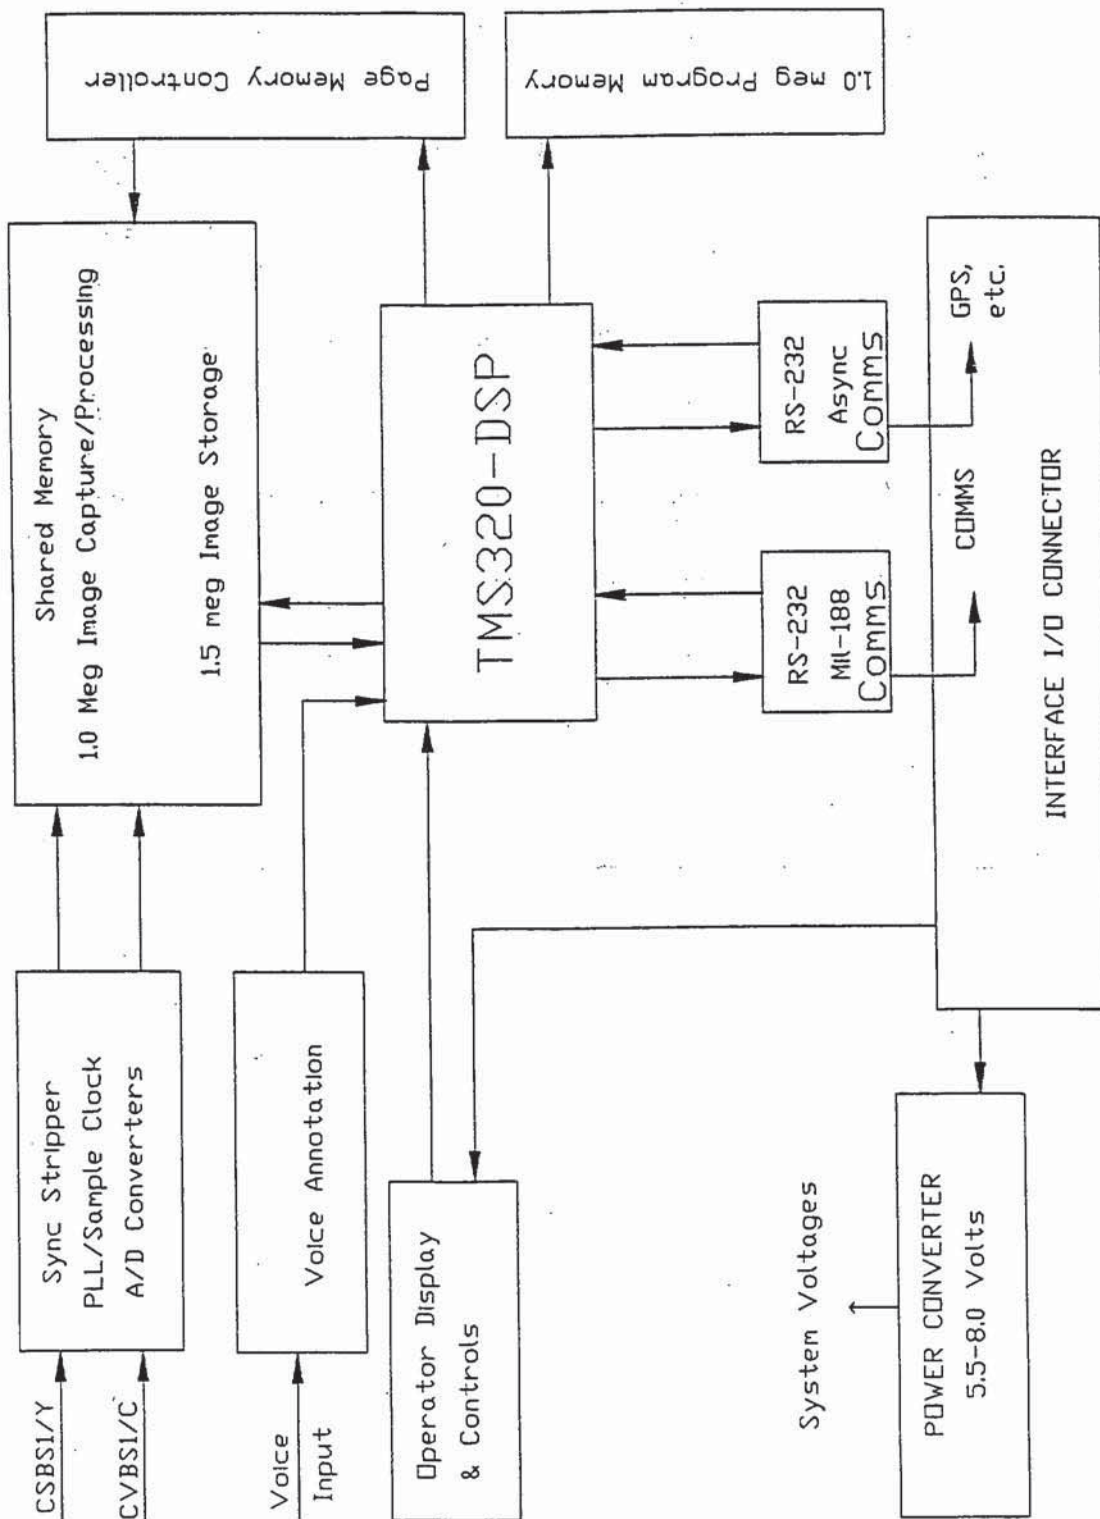 CSBS1/Y
CVBS1/C
Sync Stripper
PLL/Sample Clock
A/D Converters
Shared Memory
1.0 Meg Image Capture/Processing
1.5 meg Image Storage
Page Memory Controller
Voice
Input
Voice Annotation
Operator Display
& Controls
TMS320-DSP
1.0 meg Program Memory
RS-232
Mil-188
Comms
RS-232
Async
Comms
COMMS
GPS,
etc.
INTERFACE I/O CONNECTOR
System Voltages
POWER CONVERTER
5.5-8.0 Volts